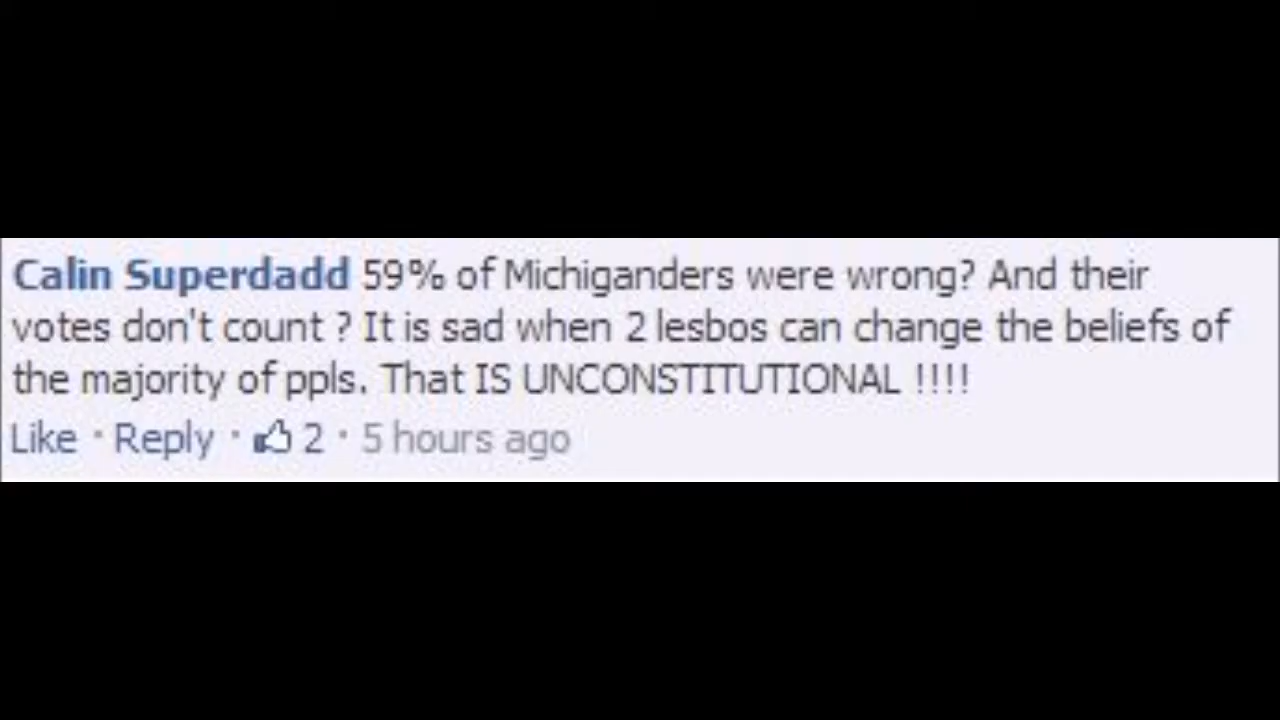 Calin Superdadd 59% of Michiganders were wrong? And their
votes don't count ? It is sad when 2 lesbos can change the beliefs of
the majority of ppls. That IS UNCONSTITUTIONAL !!!!
Like · Reply · 2 · 5 hours ago